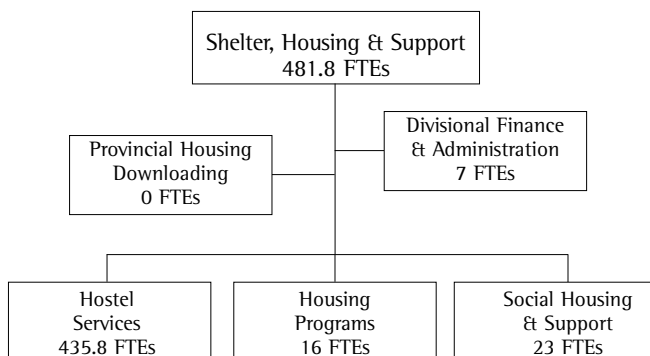 Shelter, Housing & Support
481.8 FTEs
Divisional Finance
& Administration
7 FTEs
Provincial Housing
Downloading
0 FTEs
Hostel
Services
435.8 FTEs
Housing
Programs
16 FTEs
Social Housing
& Support
23 FTEs